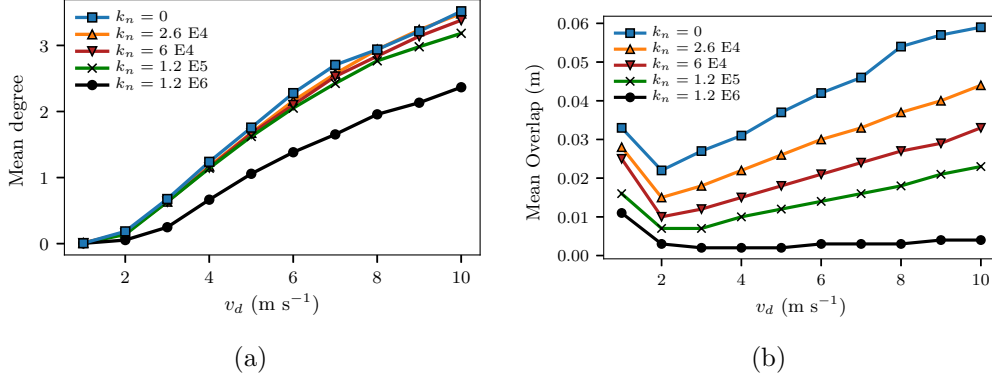 Mean degree
3
2
1
0
k_n = 0
k_n = 2.6 E4
k_n = 6 E4
k_n = 1.2 E5
k_n = 1.2 E6
2 4 6 8 10
v_d (m s⁻¹)
(a)
Mean Overlap (m)
0.06
0.05
0.04
0.03
0.02
0.01
0.00
k_n = 0
k_n = 2.6 E4
k_n = 6 E4
k_n = 1.2 E5
k_n = 1.2 E6
2 4 6 8 10
v_d (m s⁻¹)
(b)